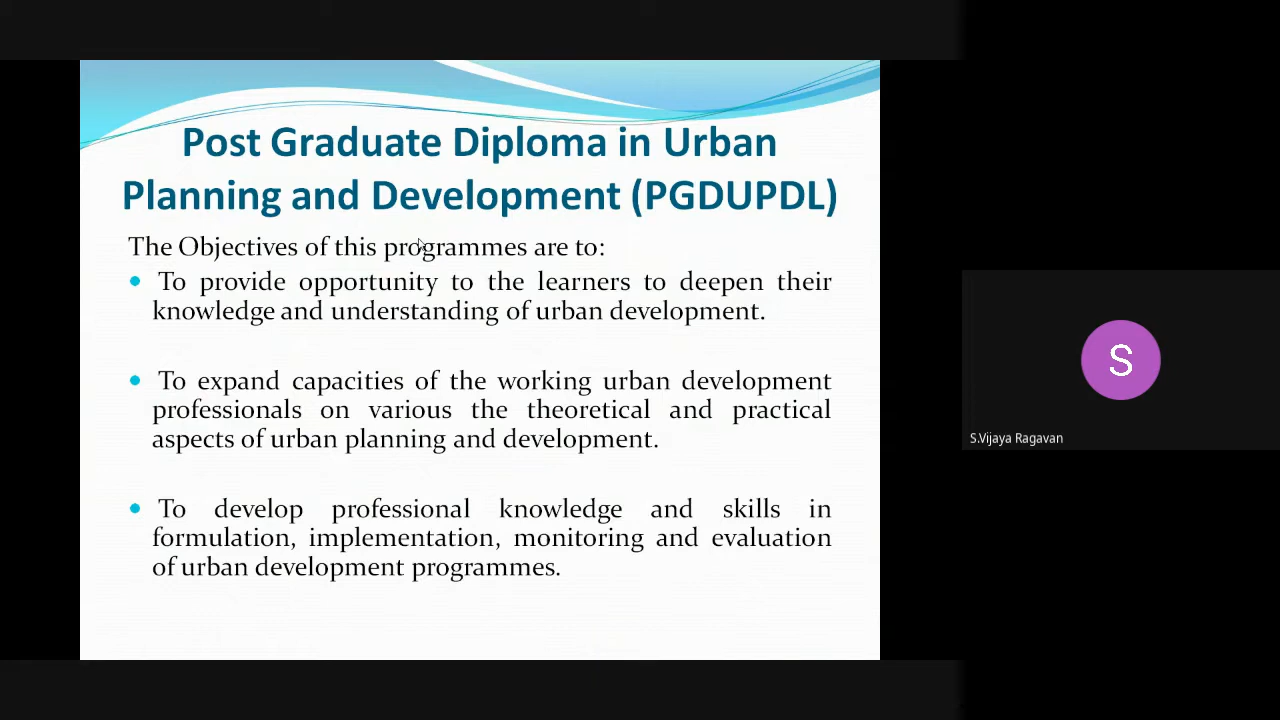 Post Graduate Diploma in Urban
Planning and Development (PGDUPDL)
The Objectives of this programmes are to:
To provide opportunity to the learners to deepen their
knowledge and understanding of urban development.
To expand capacities of the working urban development
professionals on various the theoretical and practical
aspects of urban planning and development.
To develop professional knowledge and skills in
formulation, implementation, monitoring and evaluation
of urban development programmes.
S
S.Vijaya Ragavan